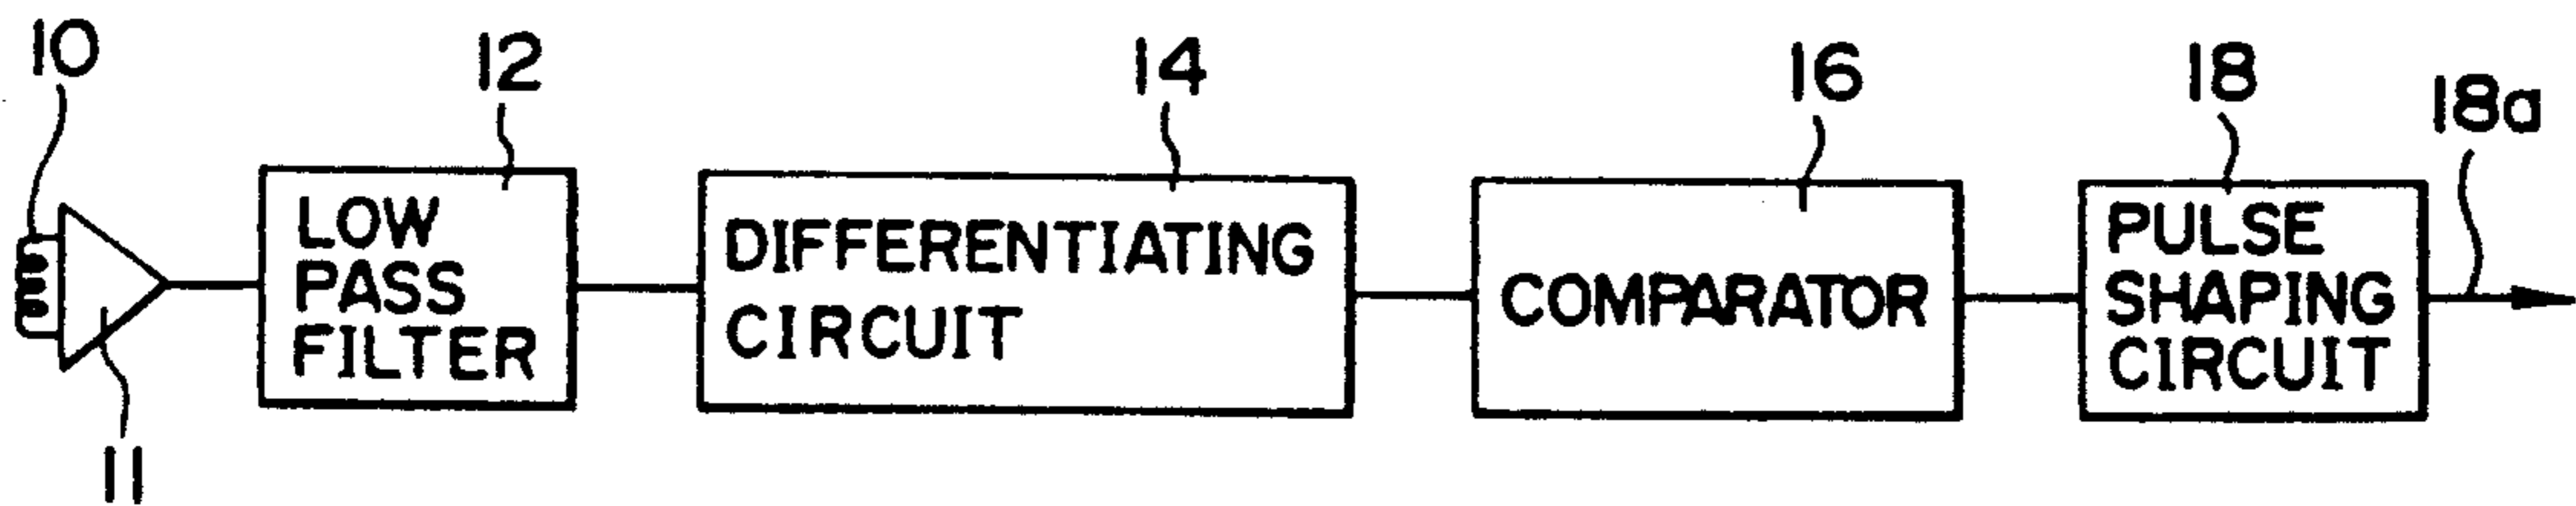 10
12
14
16
18
18a
LOW
PASS
FILTER
DIFFERENTIATING
CIRCUIT
COMPARATOR
PULSE
SHAPING
CIRCUIT
11